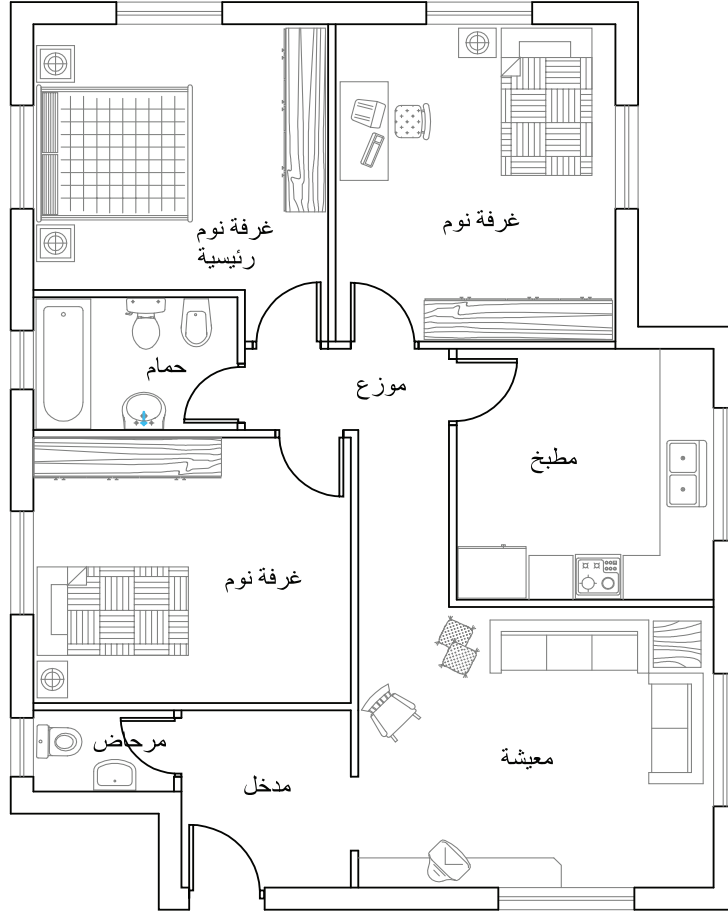 غرفة نوم
رئيسية
غرفة نوم
حمام
موزع
مطبخ
غرفة نوم
مرحاض
معيشة
مدخل